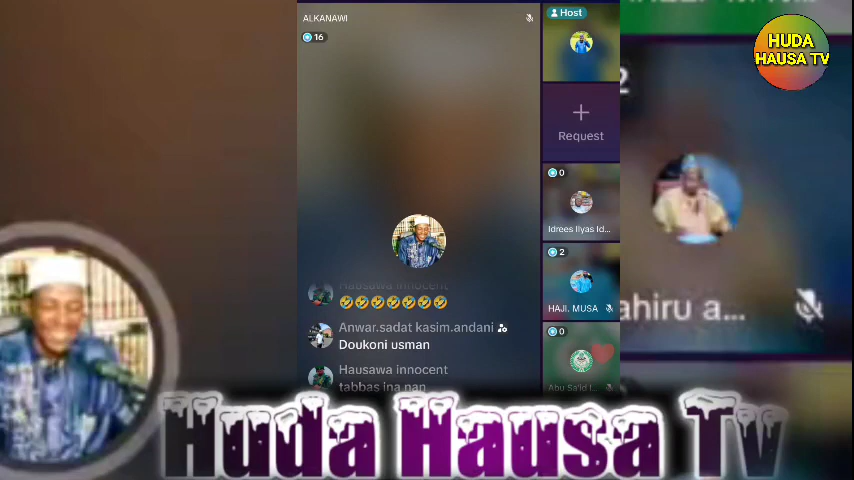 ALKANAWI
16
Host
Request
0
Idrees Ilyas Id...
2
HAJI. MUSA
0
Abu Sa'id I...
Hausawa innocent
🤣🤣🤣🤣🤣🤣🤣
Anwar.sadat kasim.andani
Doukoni usman
Hausawa innocent
tabbas ina nan
2
ahiru a...
HUDA
HAUSA TV
Huda Hausa Tv